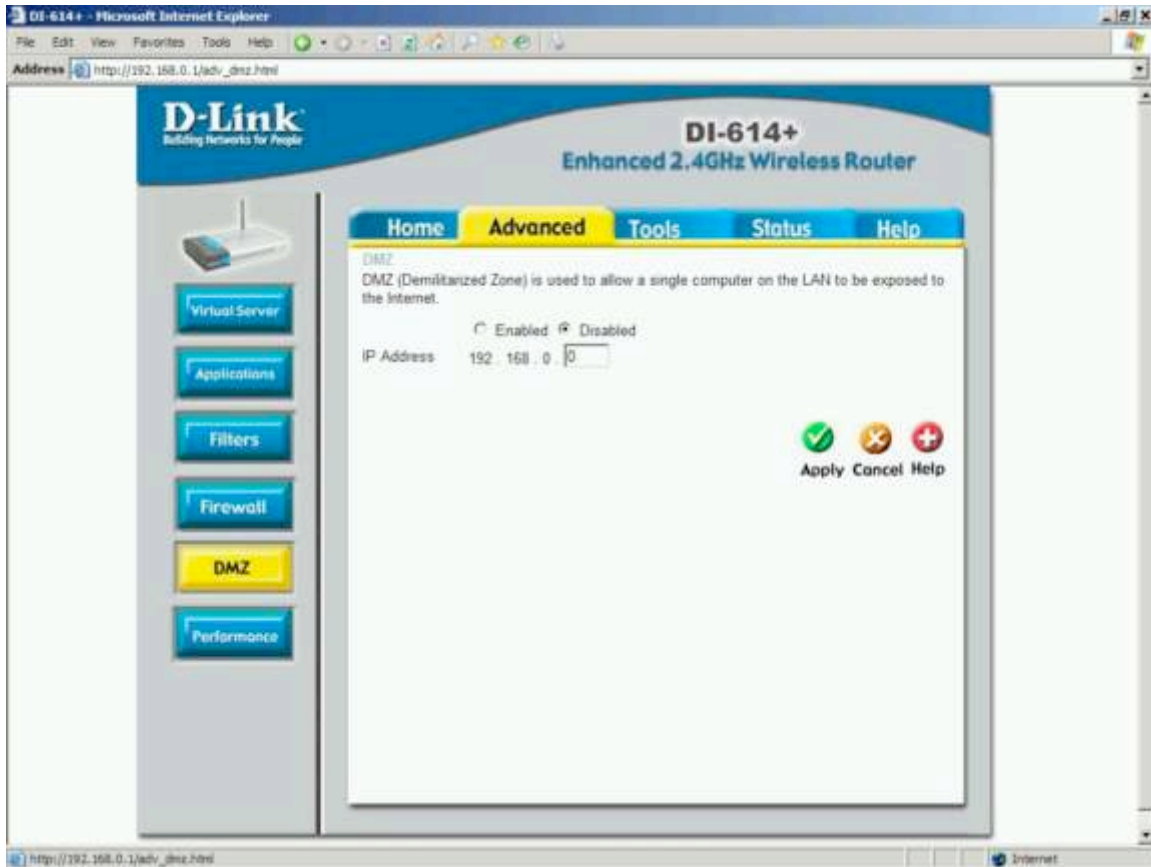 DI-614+ - Microsoft Internet Explorer
File Edit View Favorites Tools Help
Address http://192.168.0.1/adv_dmz.html
D-Link
Building Networks for People
DI-614+
Enhanced 2.4GHz Wireless Router
Home Advanced Tools Status Help
DMZ
DMZ (Demilitarized Zone) is used to allow a single computer on the LAN to be exposed to
the Internet.
Enabled Disabled
IP Address 192 . 168 . 0 . 0
Virtual Server
Applications
Filters
Firewall
DMZ
Performance
Apply Cancel Help
http://192.168.0.1/adv_dmz.html Internet